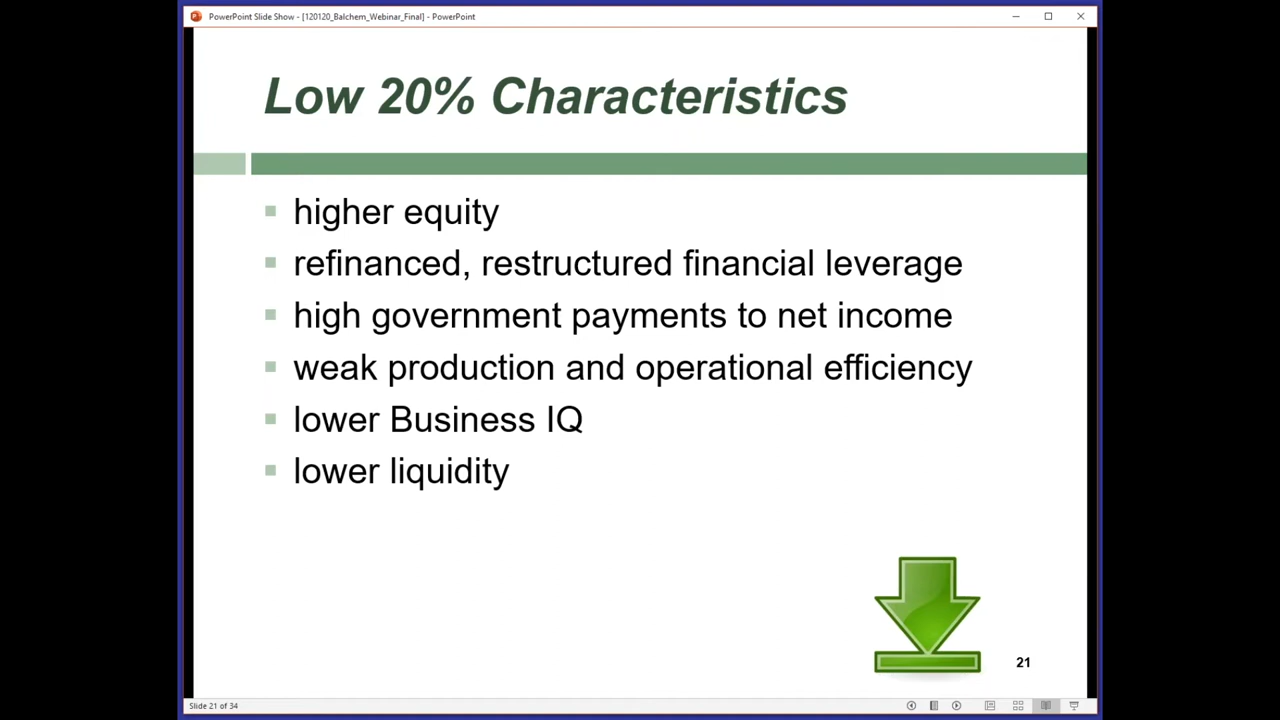 PowerPoint Slide Show - [120120_Balchem_Webinar_Final] - PowerPoint
Low 20% Characteristics
higher equity
refinanced, restructured financial leverage
high government payments to net income
weak production and operational efficiency
lower Business IQ
lower liquidity
21
Slide 21 of 34